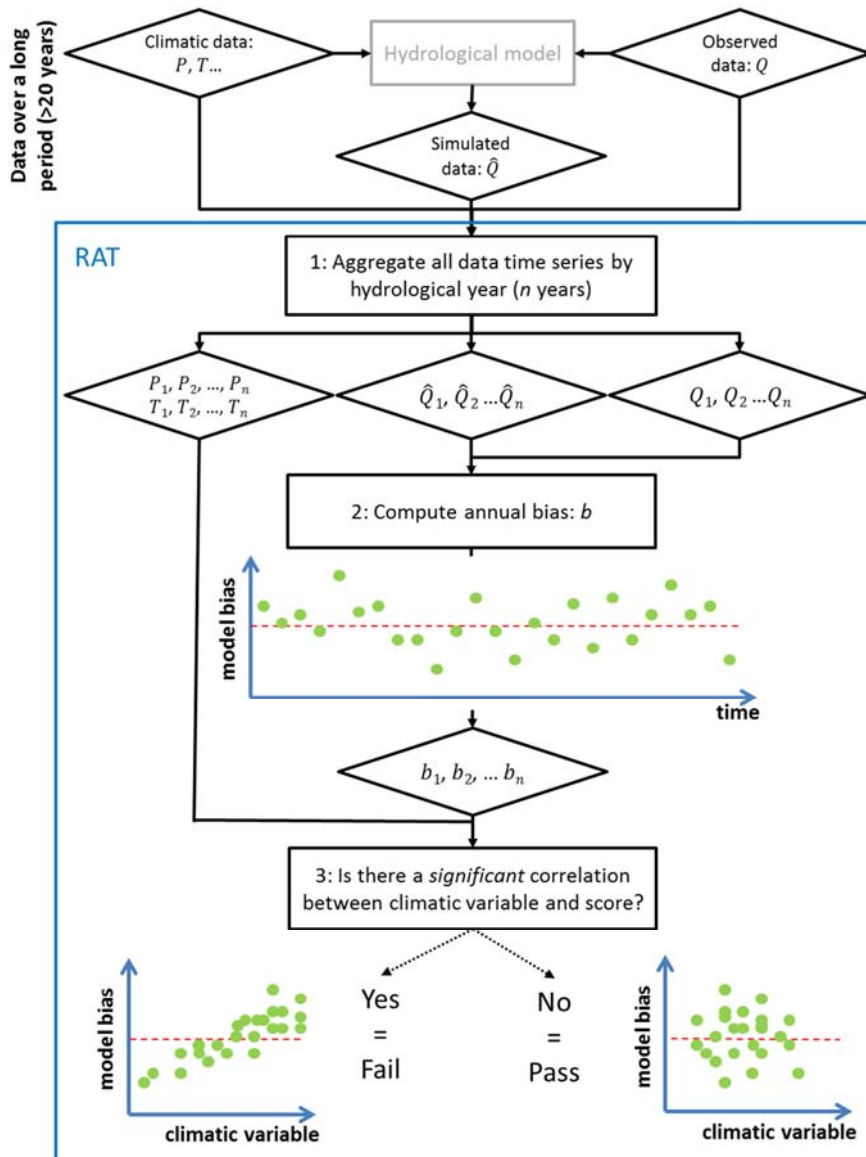 Data over a long
period (>20 years)
Climatic data:
P, T…
Hydrological model
Observed
data: Q
Simulated
data: Q̂
RAT
1: Aggregate all data time series by
hydrological year (n years)
P₁, P₂, …, Pₙ
T₁, T₂, …, Tₙ
Q̂₁, Q̂₂ …Q̂ₙ
Q₁, Q₂ …Qₙ
2: Compute annual bias: b
model bias
time
b₁, b₂, … bₙ
3: Is there a significant correlation
between climatic variable and score?
model bias
climatic variable
Yes
=
Fail
No
=
Pass
model bias
climatic variable